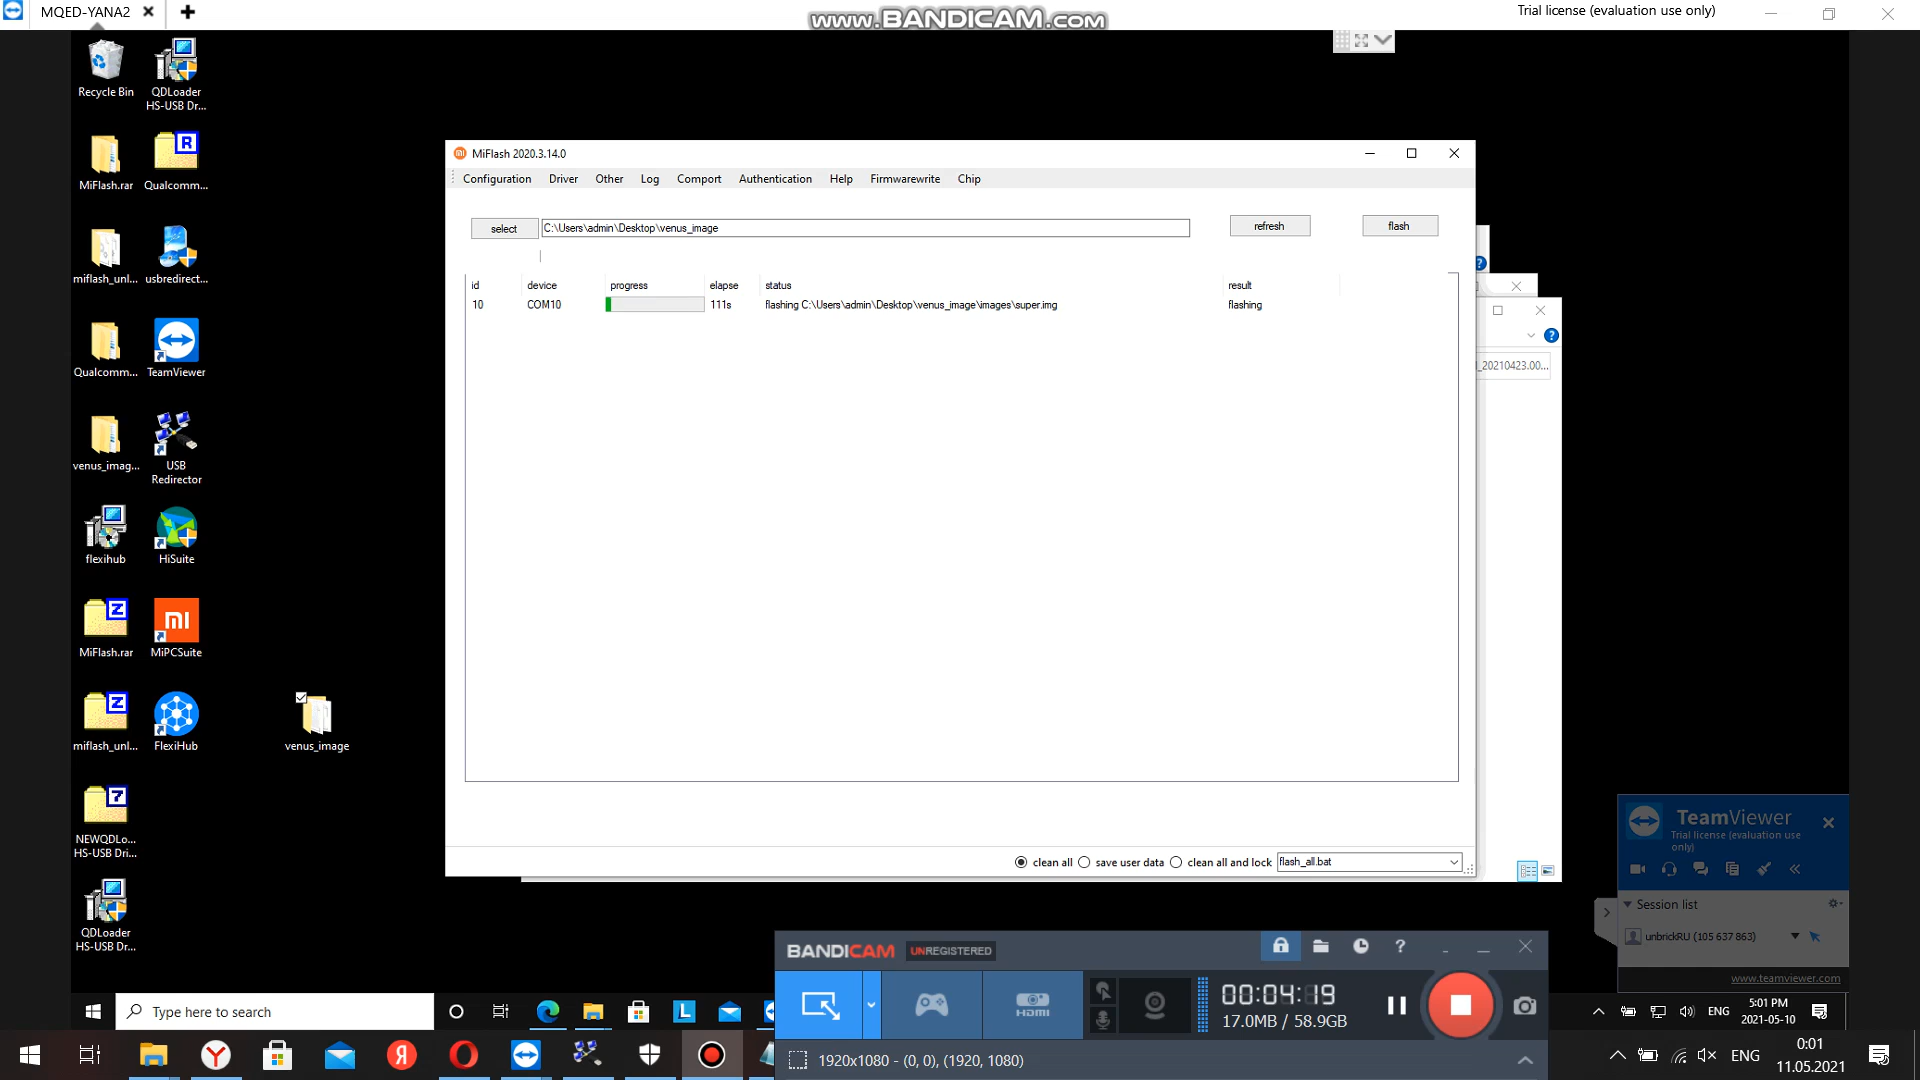 MQED-YANA2
www.BANDICAM.com
Trial license (evaluation use only)
Recycle Bin
QDLoader
HS-USB Dr...
MiFlash.rar
Qualcomm...
miflash_unl...
usbredirect...
Qualcomm...
TeamViewer
venus_imag...
USB
Redirector
flexihub
HiSuite
MiFlash.rar
MiPCSuite
miflash_unl...
FlexiHub
venus_image
NEWQDLo...
HS-USB Dri...
QDLoader
HS-USB Dr...
MiFlash 2020.3.14.0
Configuration Driver Other Log Comport Authentication Help Firmwarewrite Chip
select C:\Users\admin\Desktop\venus_image refresh flash
id device progress elapse status result
10 COM10 111s flashing C:\Users\admin\Desktop\venus_image\images\super.img flashing
_20210423.00...
clean all save user data clean all and lock flash_all.bat
TeamViewer
Trial license (evaluation use
only)
Session list
unbrickRU (105 637 863)
www.teamviewer.com
BANDICAM UNREGISTERED
HDMI
00:04:19
17.0MB / 58.9GB
1920x1080 - (0, 0), (1920, 1080)
Type here to search
ENG
5:01 PM
2021-05-10
ENG
0:01
11.05.2021